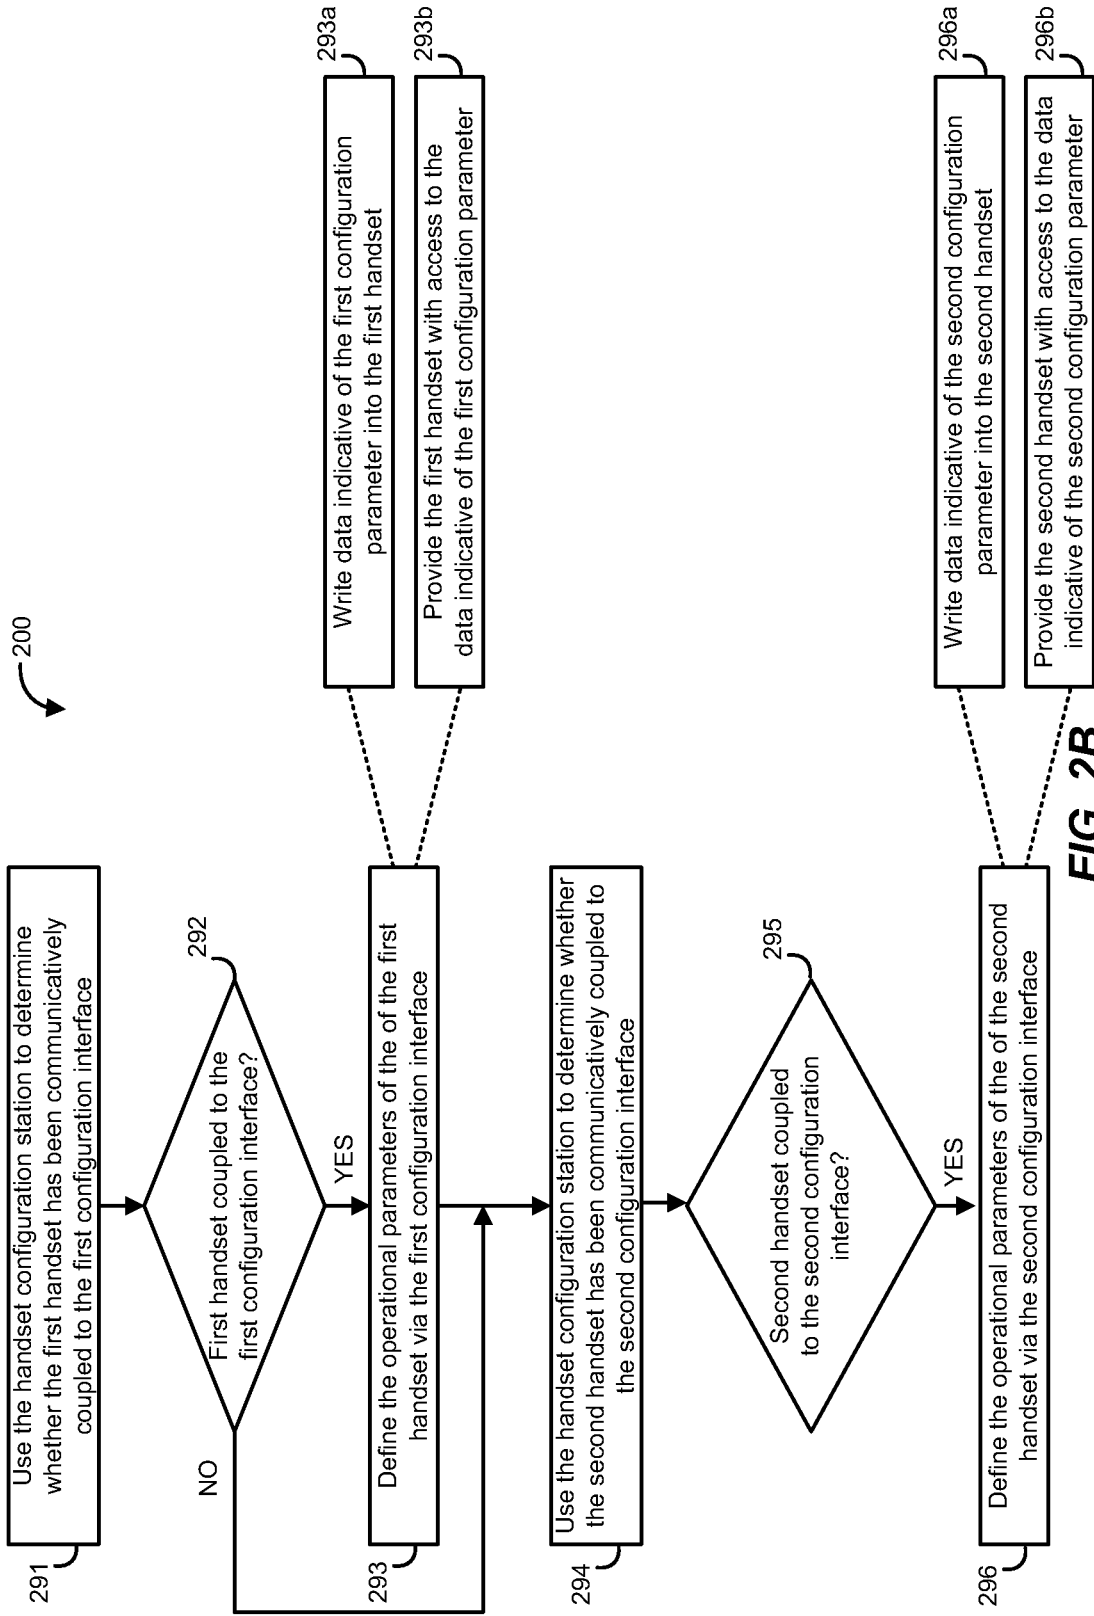 200
291
Use the handset configuration station to determine
whether the first handset has been communicatively
coupled to the first configuration interface
292
First handset coupled to the
first configuration interface?
NO
YES
293
Define the operational parameters of the of the first
handset via the first configuration interface
293a
Write data indicative of the first configuration
parameter into the first handset
293b
Provide the first handset with access to the
data indicative of the first configuration parameter
294
Use the handset configuration station to determine whether
the second handset has been communicatively coupled to
the second configuration interface
295
Second handset coupled
to the second configuration
interface?
YES
296
Define the operational parameters of the of the second
handset via the second configuration interface
296a
Write data indicative of the second configuration
parameter into the second handset
296b
Provide the second handset with access to the data
indicative of the second configuration parameter
FIG. 2B